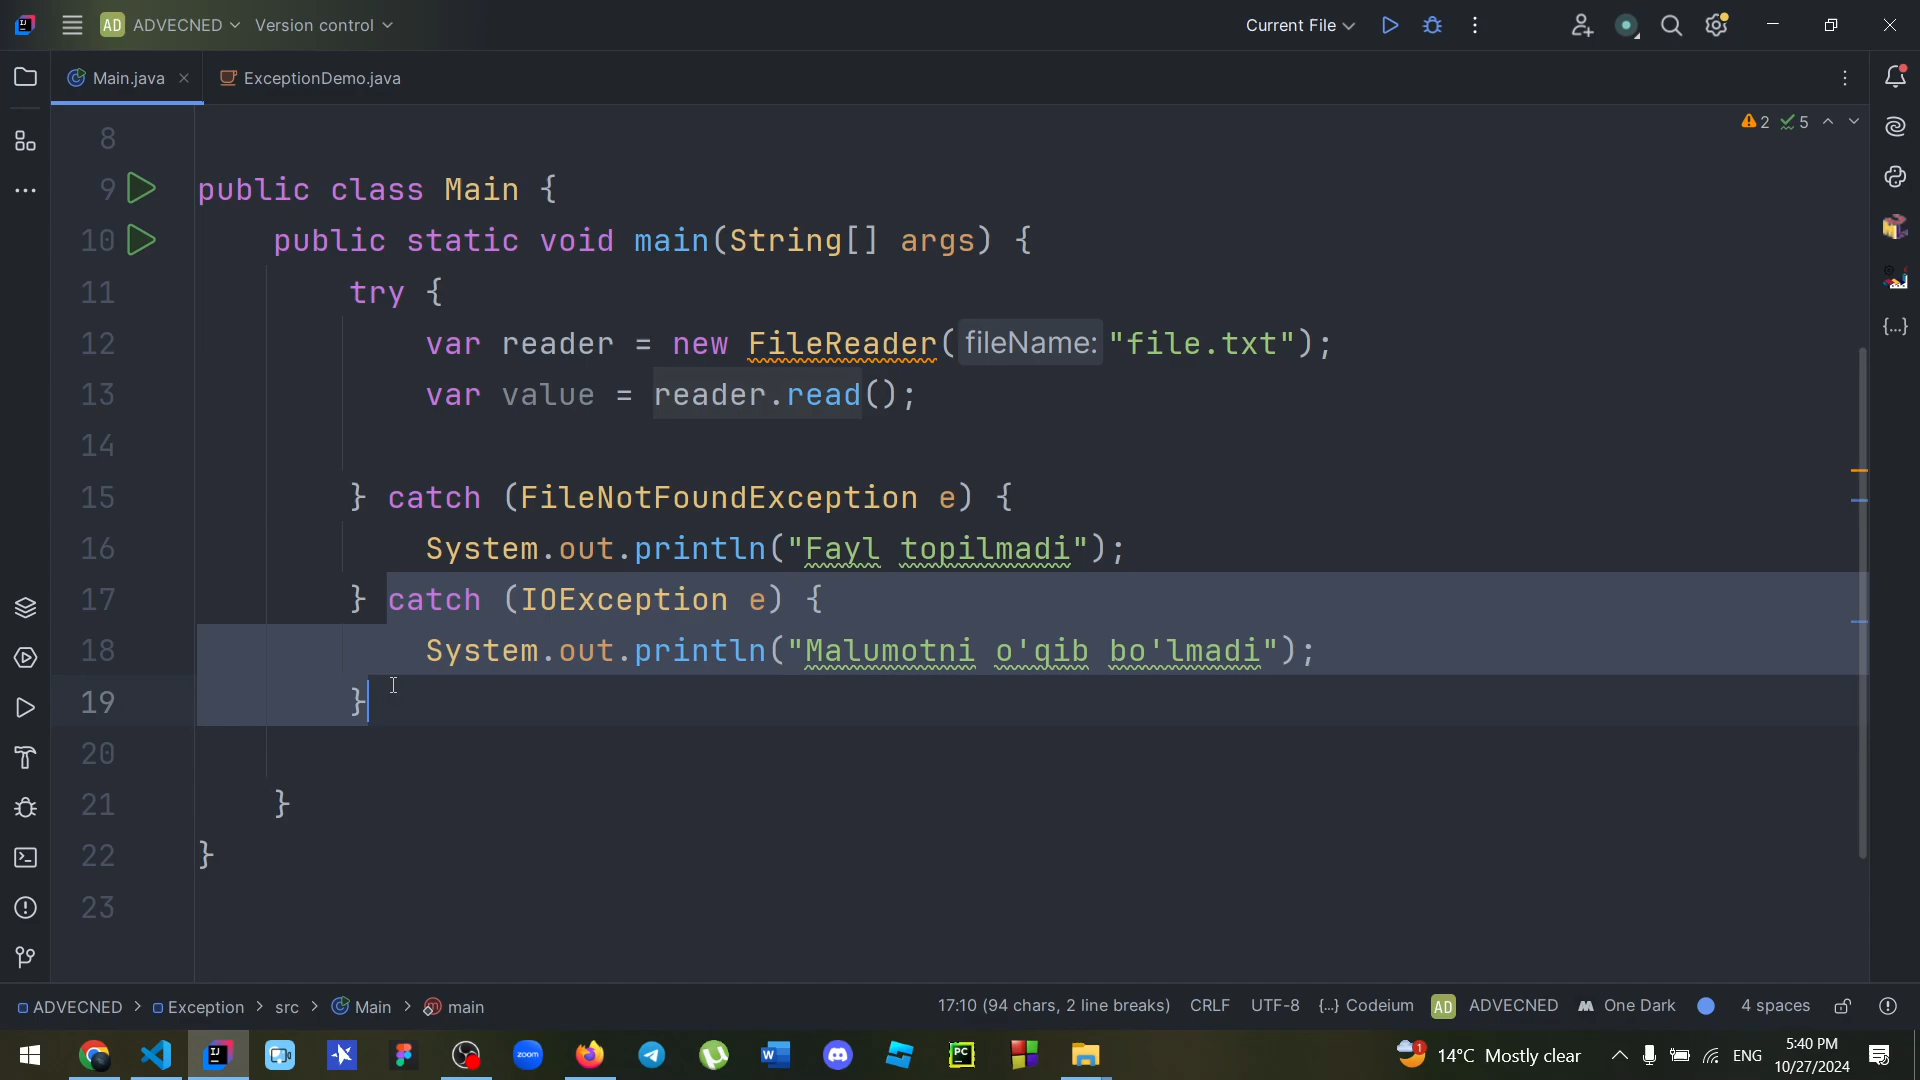 AD ADVECNED Version control Current File
Main.java ExceptionDemo.java
8 2 5
9 public class Main {
10 public static void main(String[] args) {
11 try {
12 var reader = new FileReader( fileName: "file.txt");
13 var value = reader.read();
14
15 } catch (FileNotFoundException e) {
16 System.out.println("Fayl topilmadi");
17 } catch (IOException e) {
18 System.out.println("Malumotni o'qib bo'lmadi");
19 }
20
21 }
22 }
23
ADVECNED > Exception > src > Main > main 17:10 (94 chars, 2 line breaks) CRLF UTF-8 {...} Codeium AD ADVECNED One Dark 4 spaces
zoom PC 1 14°C Mostly clear ENG 5:40 PM
10/27/2024